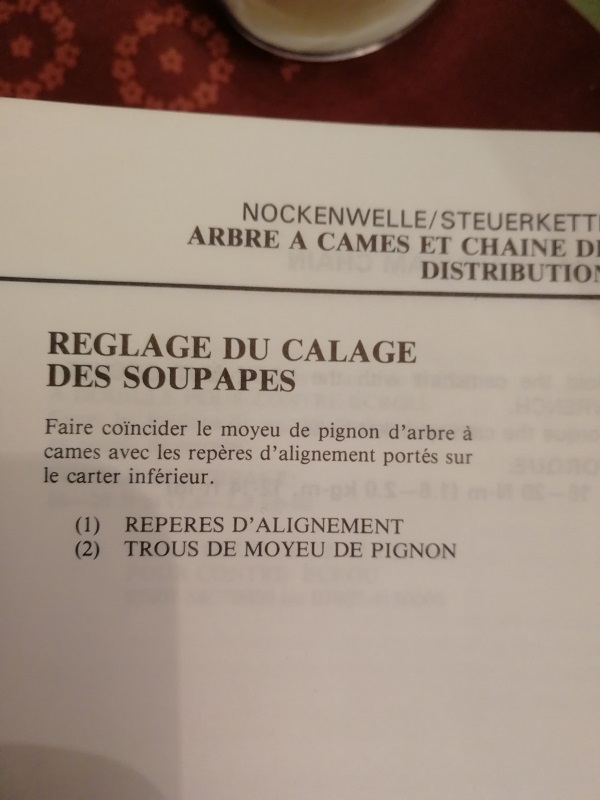 NOCKENWELLE/STEUERKETT
ARBRE A CAMES ET CHAINE D
DISTRIBUTION
REGLAGE DU CALAGE
DES SOUPAPES
Faire coïncider le moyeu de pignon d'arbre à
cames avec les repères d'alignement portés sur
le carter inférieur.
(1) REPERES D'ALIGNEMENT
(2) TROUS DE MOYEU DE PIGNON